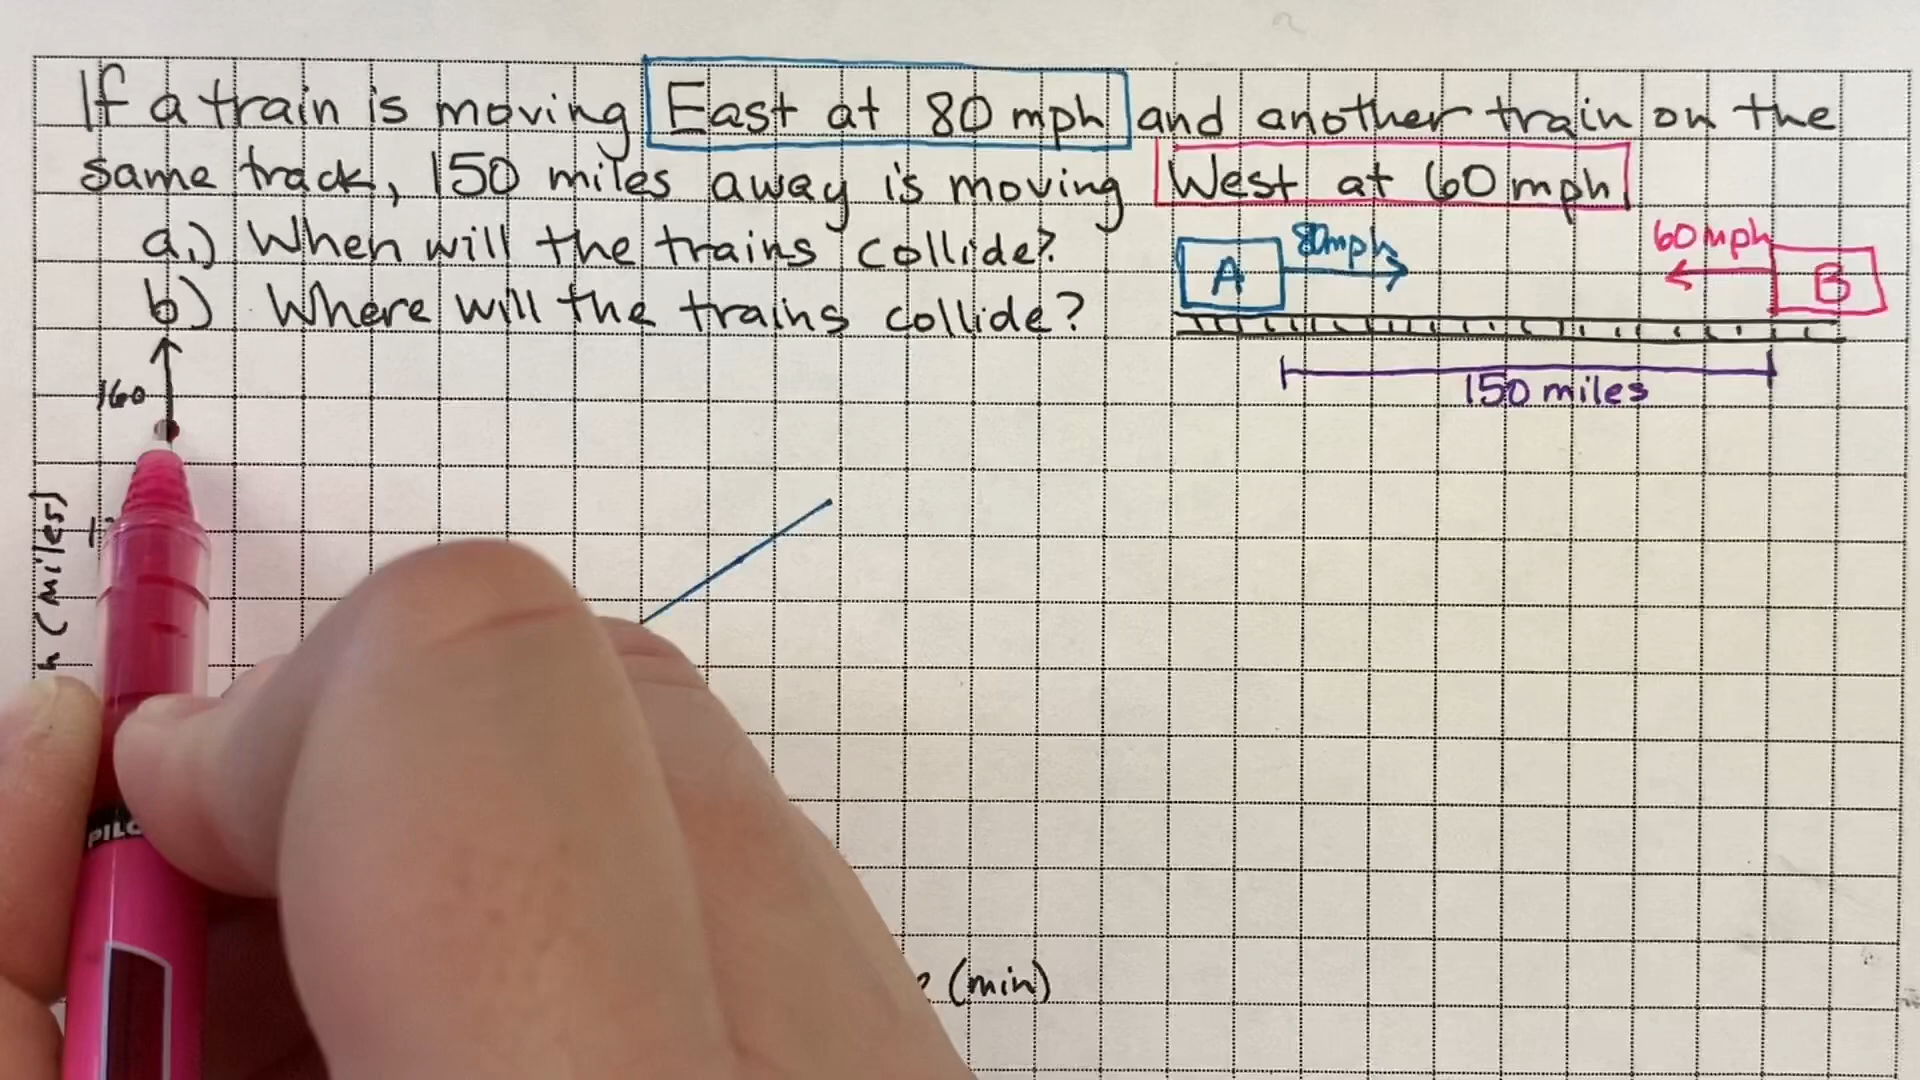 If a train is moving East at 80 mph and another train on the
same track, 150 miles away is moving West at 60 mph
a.) When will the trains collide?
b) Where will the trains collide?
A 80mph
60 mph B
150 miles
160
(miles)
(min)
PILO